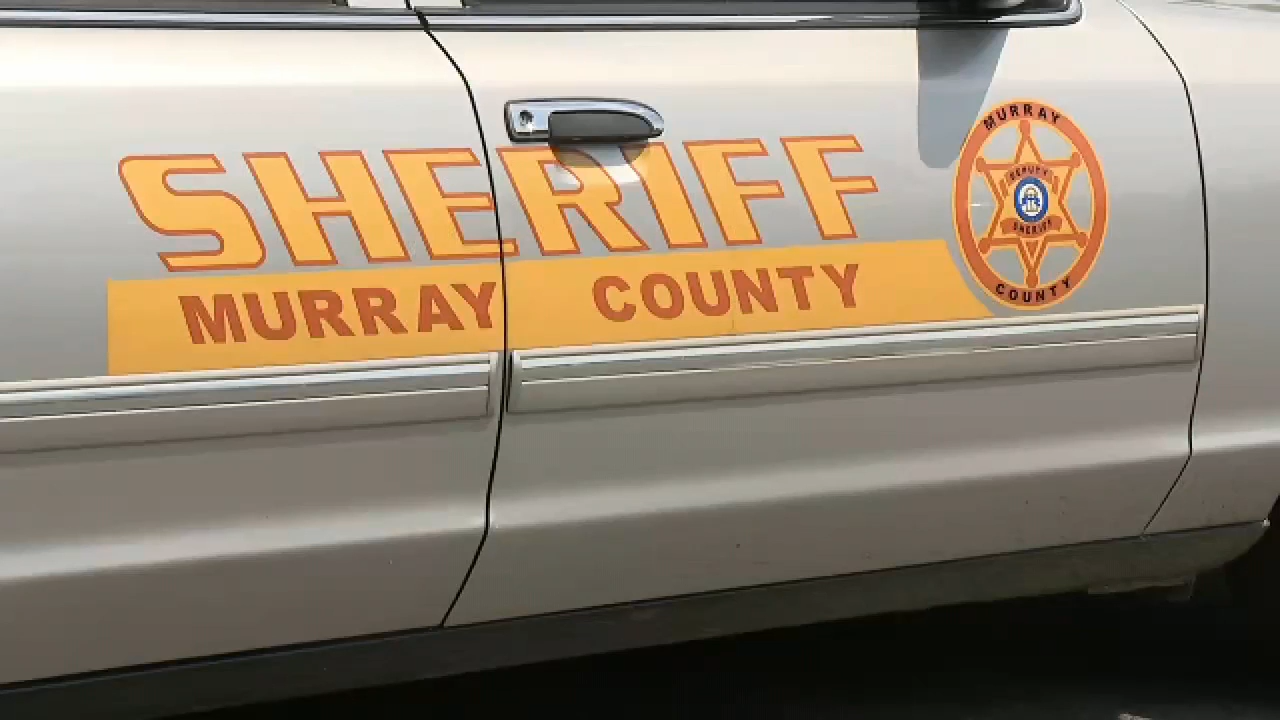 SHERIFF
MURRAY COUNTY
MURRAY
DEPUTY
SHERIFF
COUNTY